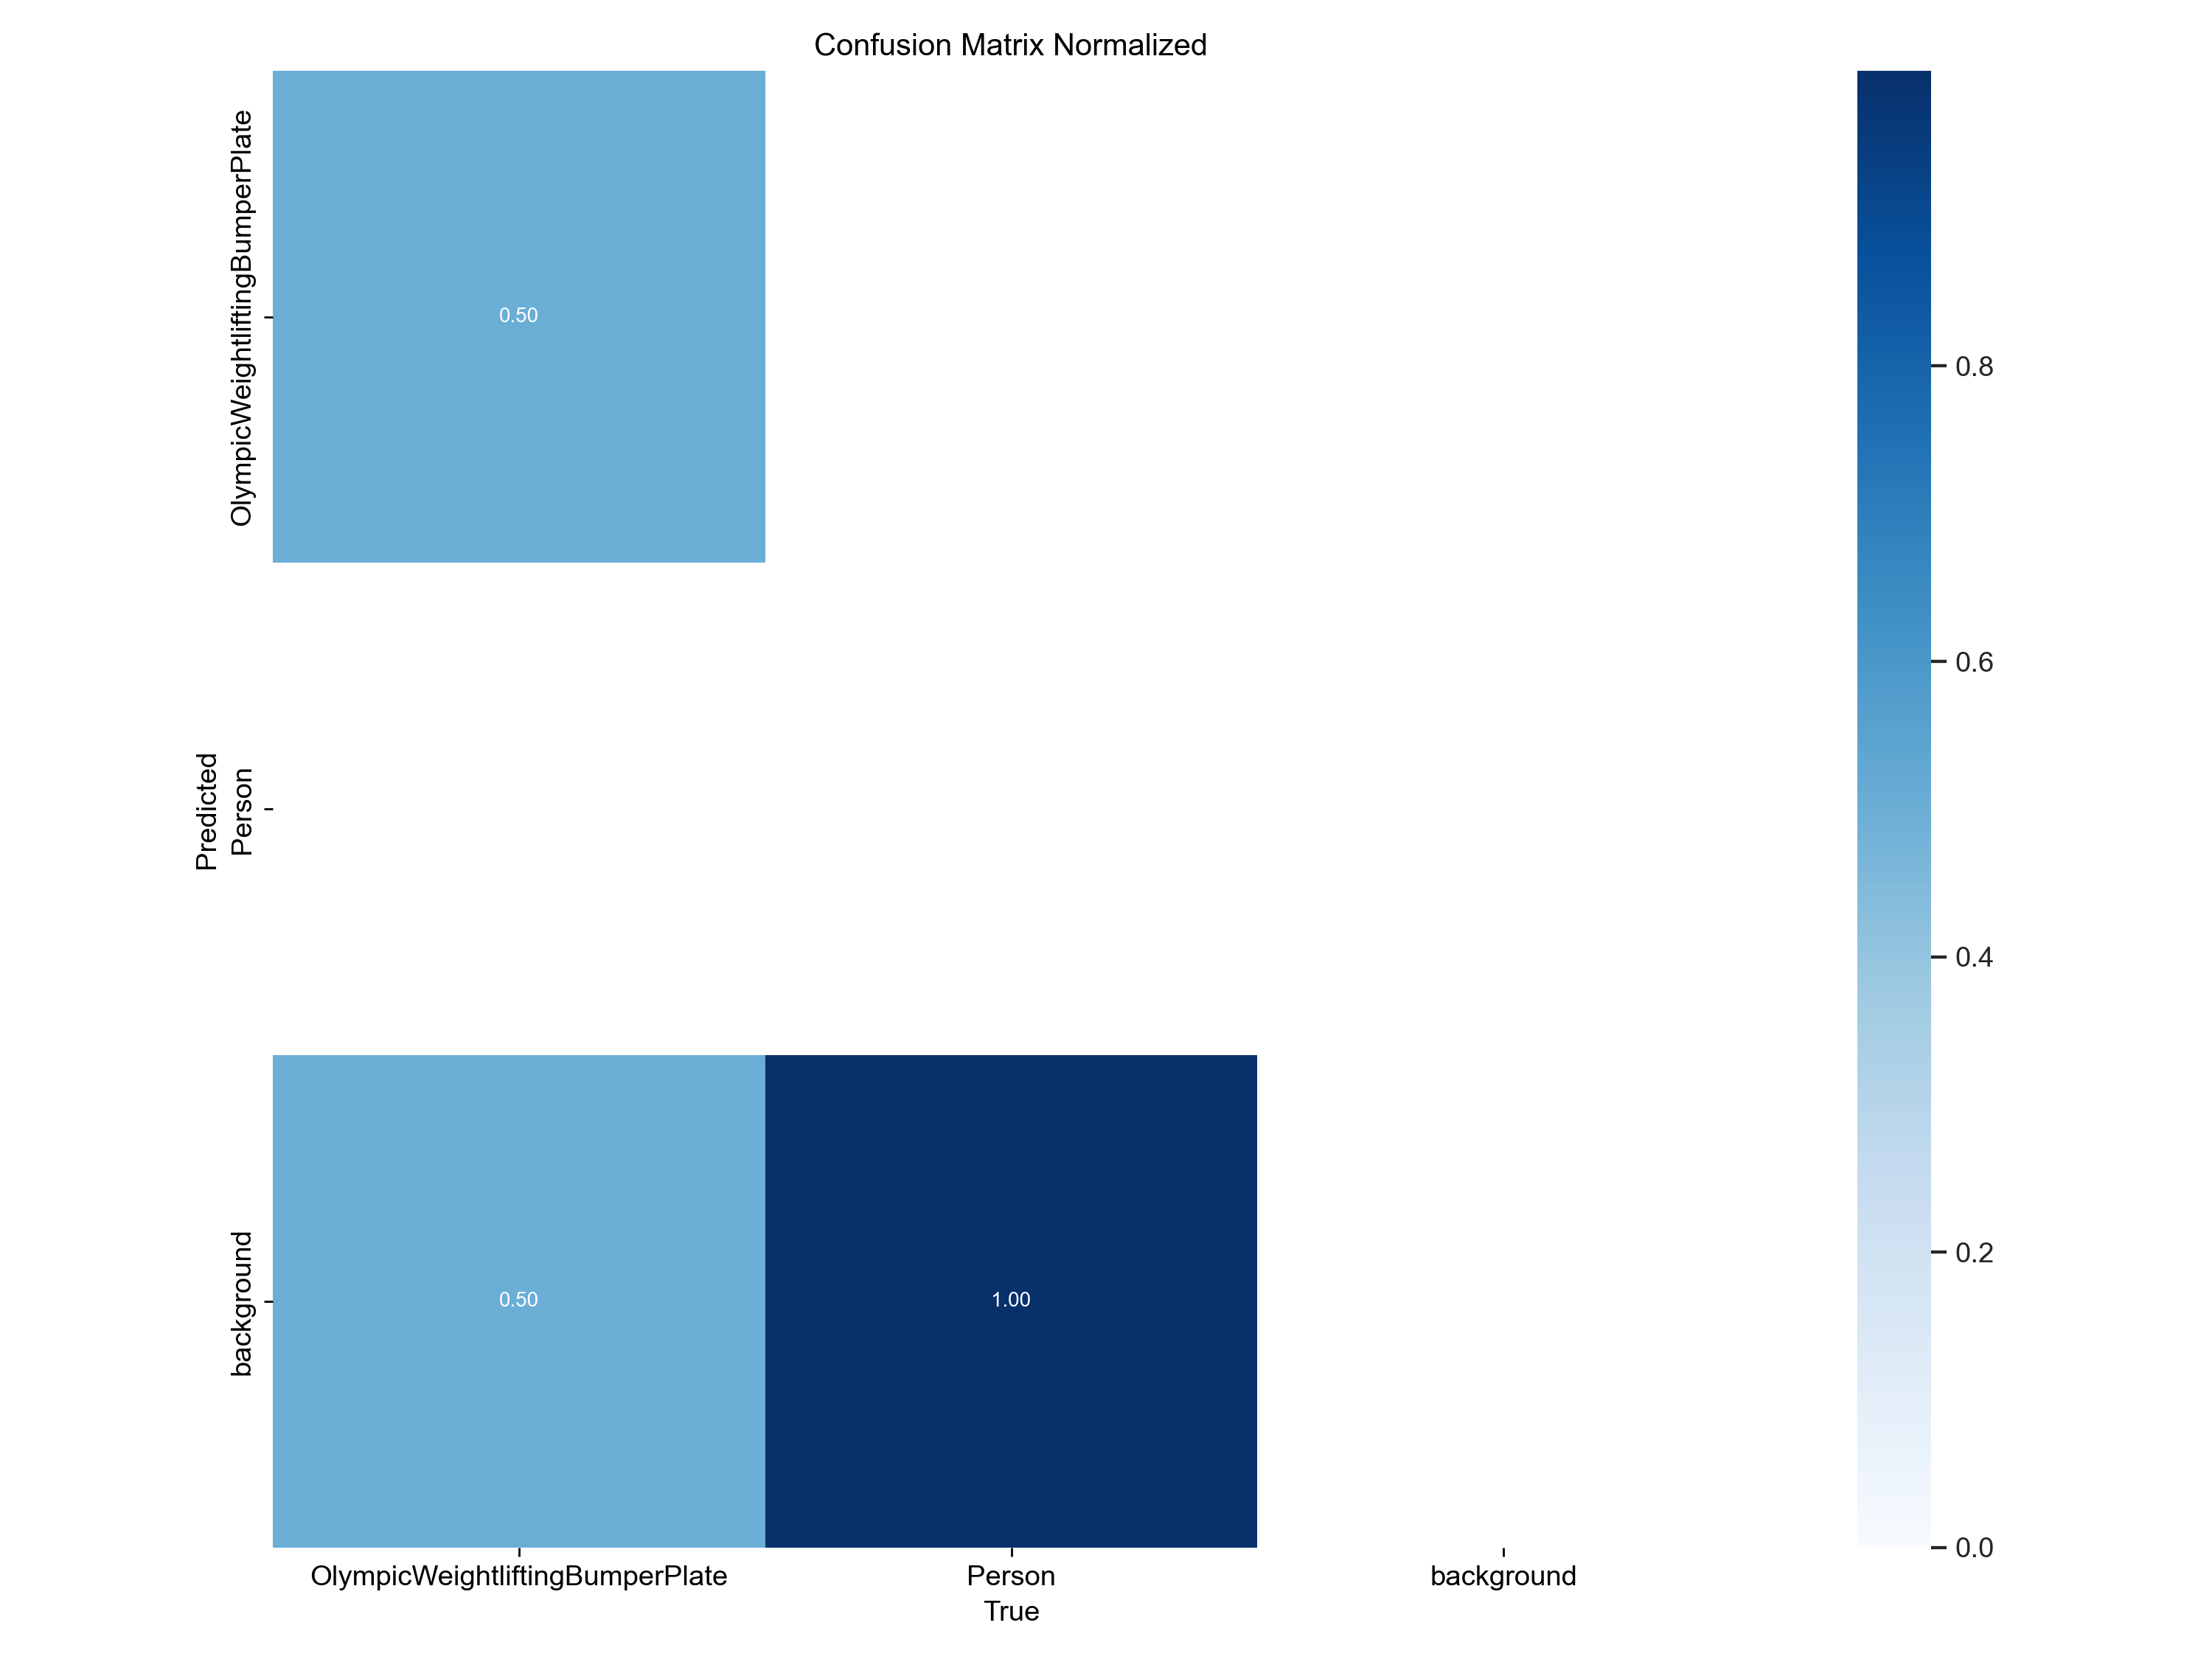 Confusion Matrix Normalized
OlympicWeightliftingBumperPlate
Person
background
Predicted
0.50
0.50
1.00
OlympicWeightliftingBumperPlate
Person
background
True
0.8
0.6
0.4
0.2
0.0